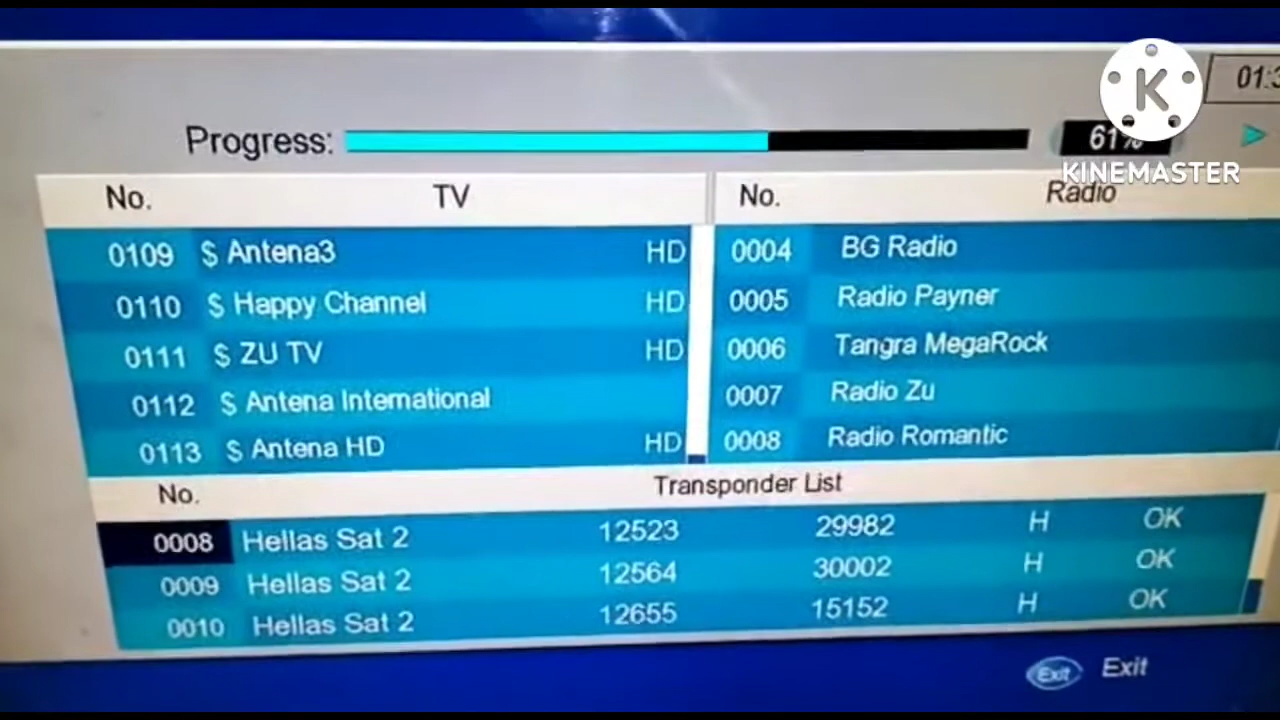 K
KINEMASTER
01:3
Progress: 61%
No. TV No. Radio
0109 $ Antena3 HD 0004 BG Radio
0110 $ Happy Channel HD 0005 Radio Payner
0111 $ ZU TV HD 0006 Tangra MegaRock
0112 $ Antena International 0007 Radio Zu
0113 $ Antena HD HD 0008 Radio Romantic
No. Transponder List
0008 Hellas Sat 2 12523 29982 H OK
0009 Hellas Sat 2 12564 30002 H OK
0010 Hellas Sat 2 12655 15152 H OK
Exit Exit